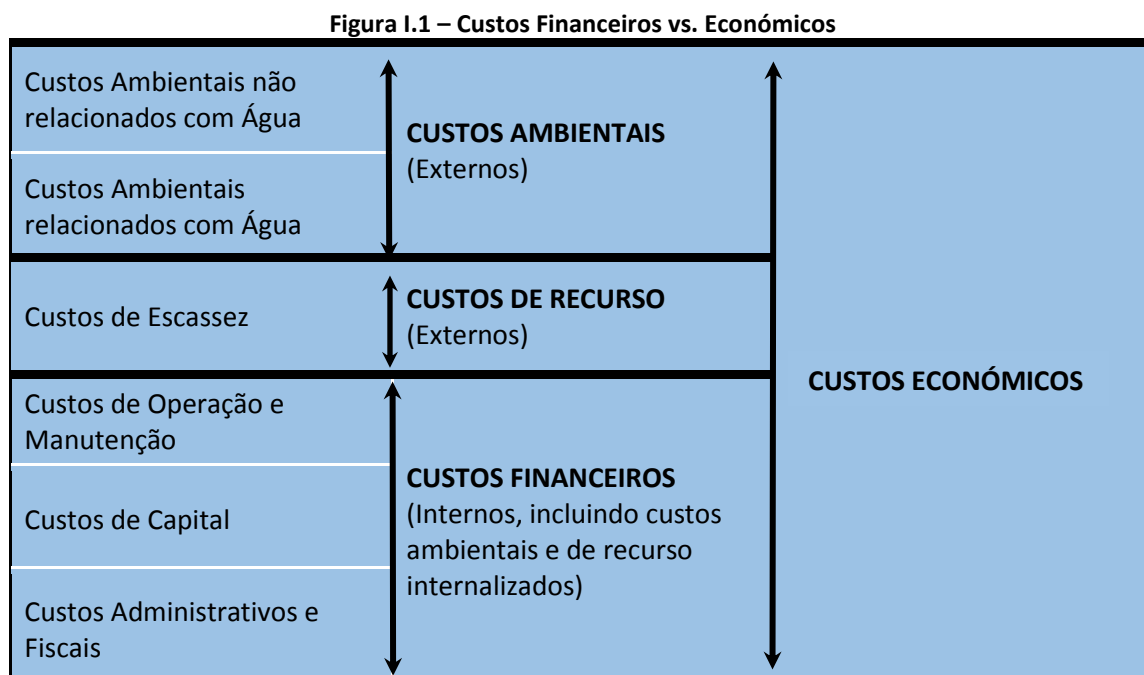 Figura I.1 – Custos Financeiros vs. Económicos
Custos Ambientais não
relacionados com Água
Custos Ambientais
relacionados com Água
CUSTOS AMBIENTAIS
(Externos)
Custos de Escassez
CUSTOS DE RECURSO
(Externos)
Custos de Operação e
Manutenção
Custos de Capital
Custos Administrativos e
Fiscais
CUSTOS FINANCEIROS
(Internos, incluindo custos
ambientais e de recurso
internalizados)
CUSTOS ECONÓMICOS